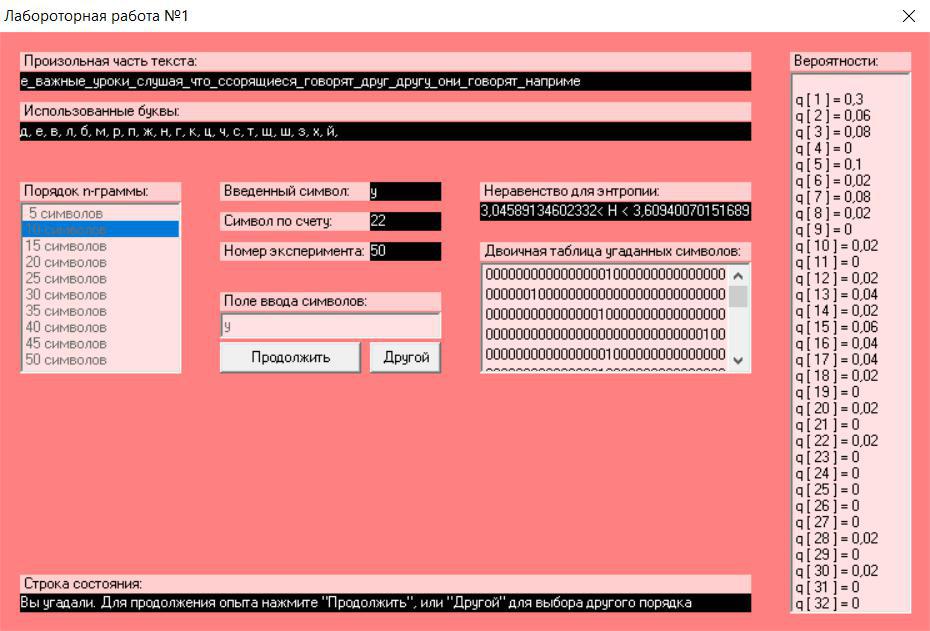 Лабороторная работа №1
Произольная часть текста:
е_важные_уроки_слушая_что_ссорящиеся_говорят_друг_другу_они_говорят_наприме
Использованные буквы:
д, е, в, л, б, м, р, п, ж, н, г, к, ц, ч, с, т, щ, ш, з, х, й,
Порядок n-граммы:
5 символов
10 символов
15 символов
20 символов
25 символов
30 символов
35 символов
40 символов
45 символов
50 символов
Введенный символ: у
Символ по счету: 22
Номер эксперимента: 50
Поле ввода символов:
у
Продолжить Другой
Неравенство для энтропии:
3,04589134602332< H < 3,60940070151689
Двоичная таблица угаданных символов:
Строка состояния:
Вы угадали. Для продолжения опыта нажмите "Продолжить", или "Другой" для выбора другого порядка
Вероятности:
q [ 1 ] = 0,3
q [ 2 ] = 0,06
q [ 3 ] = 0,08
q [ 4 ] = 0
q [ 5 ] = 0,1
q [ 6 ] = 0,02
q [ 7 ] = 0,08
q [ 8 ] = 0,02
q [ 9 ] = 0
q [ 10 ] = 0,02
q [ 11 ] = 0
q [ 12 ] = 0,02
q [ 13 ] = 0,04
q [ 14 ] = 0,02
q [ 15 ] = 0,06
q [ 16 ] = 0,04
q [ 17 ] = 0,04
q [ 18 ] = 0,02
q [ 19 ] = 0
q [ 20 ] = 0,02
q [ 21 ] = 0
q [ 22 ] = 0,02
q [ 23 ] = 0
q [ 24 ] = 0
q [ 25 ] = 0
q [ 26 ] = 0
q [ 27 ] = 0
q [ 28 ] = 0,02
q [ 29 ] = 0
q [ 30 ] = 0,02
q [ 31 ] = 0
q [ 32 ] = 0